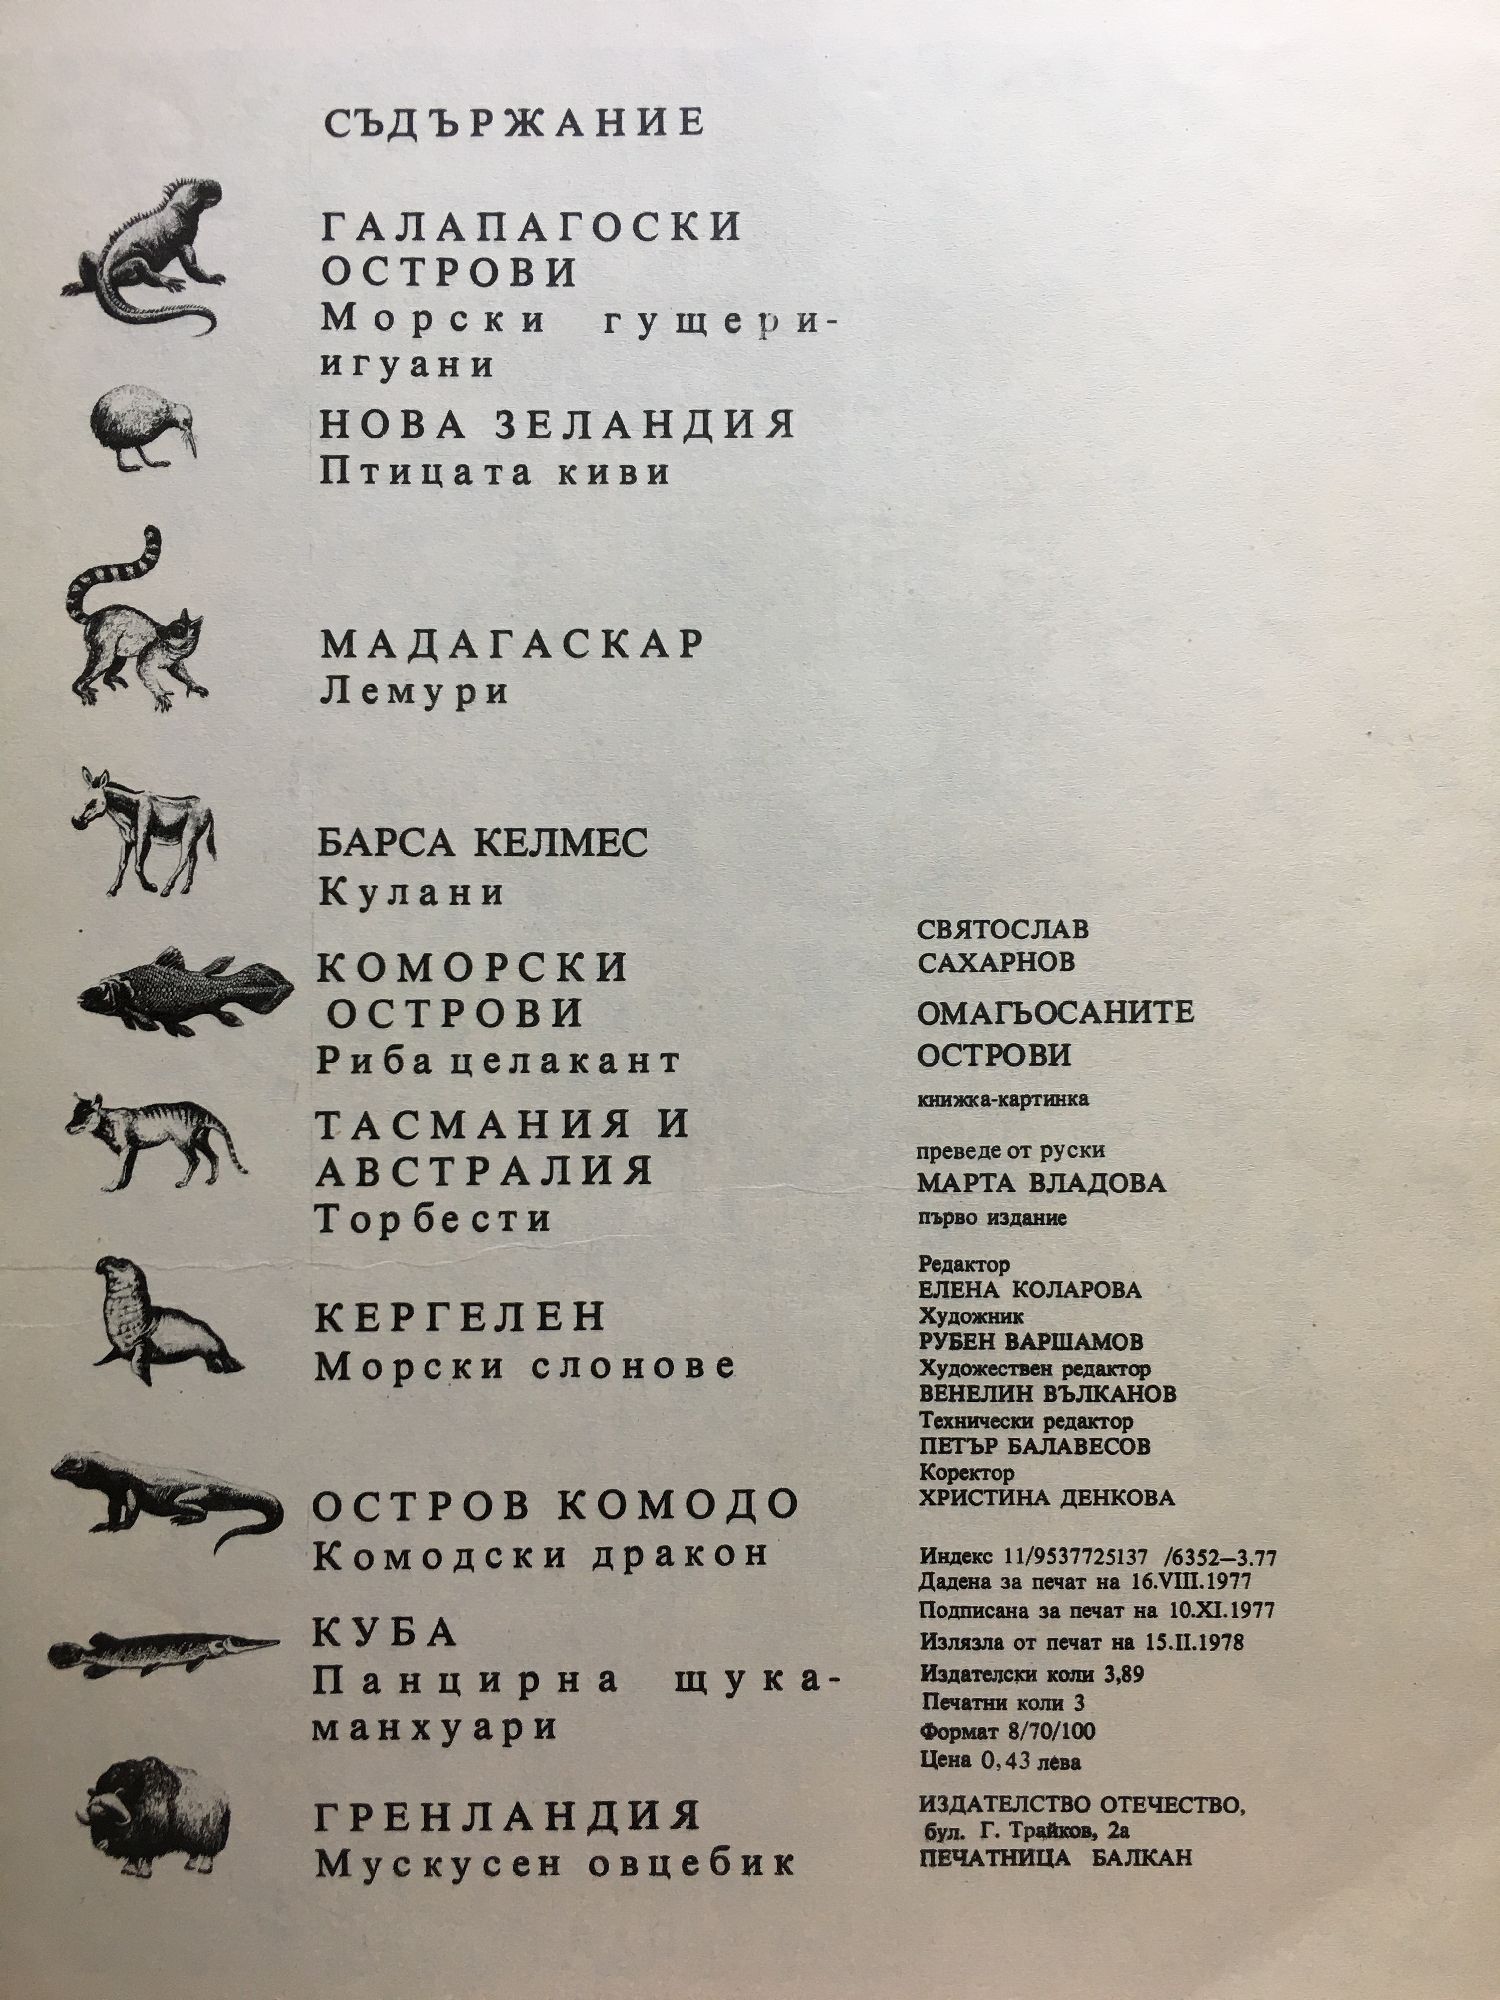 СЪДЪРЖАНИЕ
ГАЛАПАГОСКИ
ОСТРОВИ
Морски гущери-
игуани
НОВА ЗЕЛАНДИЯ
Птицата киви
МАДАГАСКАР
Лемури
БАРСА КЕЛМЕС
Кулани
КОМОРСКИ
ОСТРОВИ
Риба целакант
ТАСМАНИЯ И
АВСТРАЛИЯ
Торбести
КЕРГЕЛЕН
Морски слонове
ОСТРОВ КОМОДО
Комодски дракон
КУБА
Панцирна щука-
манхуари
ГРЕНЛАНДИЯ
Мускусен овцебик
СВЯТОСЛАВ
САХАРНОВ
ОМАГЬОСАНИТЕ
ОСТРОВИ
книжка-картинка
преведе от руски
МАРТА ВЛАДОВА
първо издание
Редактор
ЕЛЕНА КОЛАРОВА
Художник
РУБЕН ВАРШАМОВ
Художествен редактор
ВЕНЕЛИН ВЪЛКАНОВ
Технически редактор
ПЕТЪР БАЛАВЕСОВ
Коректор
ХРИСТИНА ДЕНКОВА
Индекс 11/9537725137 /6352—3.77
Дадена за печат на 16.VIII.1977
Подписана за печат на 10.XI.1977
Излязла от печат на 15.II.1978
Издателски коли 3,89
Печатни коли 3
Формат 8/70/100
Цена 0,43 лева
ИЗДАТЕЛСТВО ОТЕЧЕСТВО,
бул. Г. Трайков, 2а
ПЕЧАТНИЦА БАЛКАН